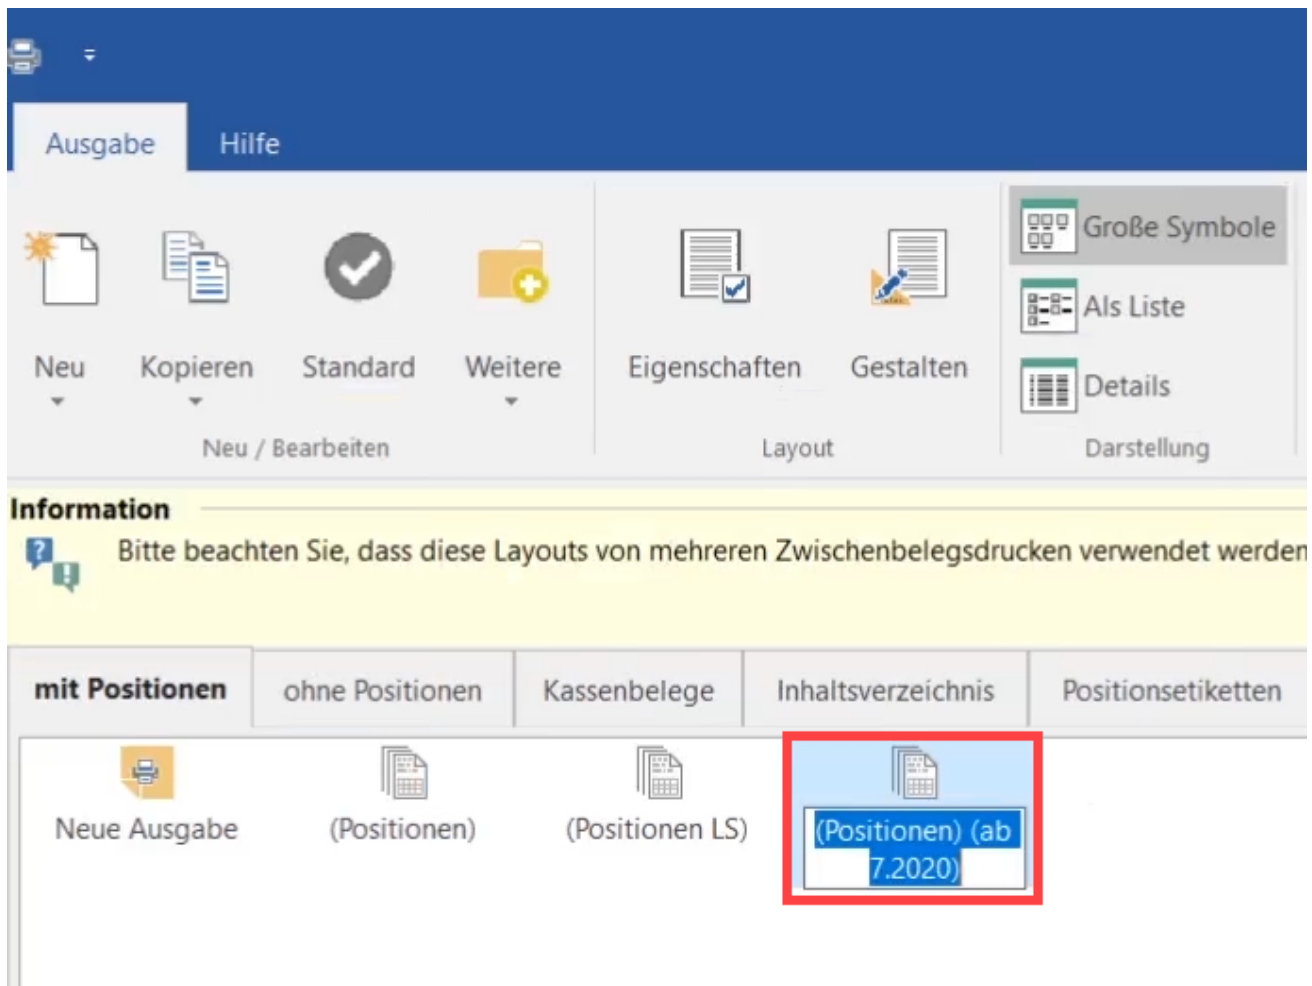 Ausgabe Hilfe
Große Symbole
Als Liste
Neu Kopieren Standard Weitere Eigenschaften Gestalten
Details
Neu / Bearbeiten Layout Darstellung
Information
Bitte beachten Sie, dass diese Layouts von mehreren Zwischenbelegsdrucken verwendet werden
mit Positionen ohne Positionen Kassenbelege Inhaltsverzeichnis Positionsetiketten
Neue Ausgabe (Positionen) (Positionen LS) (Positionen) (ab
7.2020)